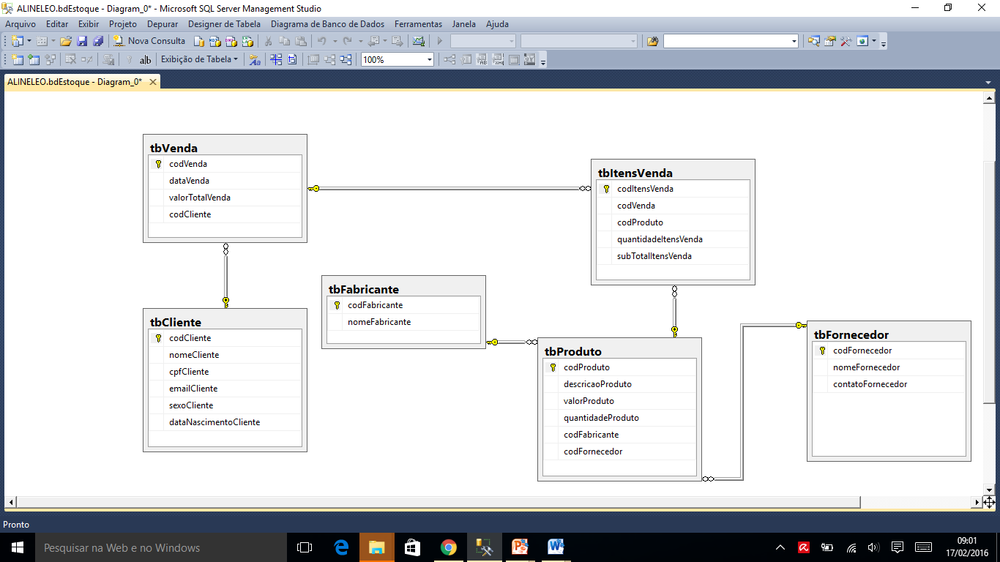 ALINELEO.bdEstoque - Diagram_0* - Microsoft SQL Server Management Studio
Arquivo Editar Exibir Projeto Depurar Designer de Tabela Diagrama de Banco de Dados Ferramentas Janela Ajuda
Nova Consulta
Exibição de Tabela 100%
ALINELEO.bdEstoque - Diagram_0*
tbVenda
codVenda
dataVenda
valorTotalVenda
codCliente
tbItensVenda
codItensVenda
codVenda
codProduto
quantidadeItensVenda
subTotalItensVenda
tbFabricante
codFabricante
nomeFabricante
tbCliente
codCliente
nomeCliente
cpfCliente
emailCliente
sexoCliente
dataNascimentoCliente
tbProduto
codProduto
descricaoProduto
valorProduto
quantidadeProduto
codFabricante
codFornecedor
tbFornecedor
codFornecedor
nomeFornecedor
contatoFornecedor
Pronto
Pesquisar na Web e no Windows
09:01
17/02/2016